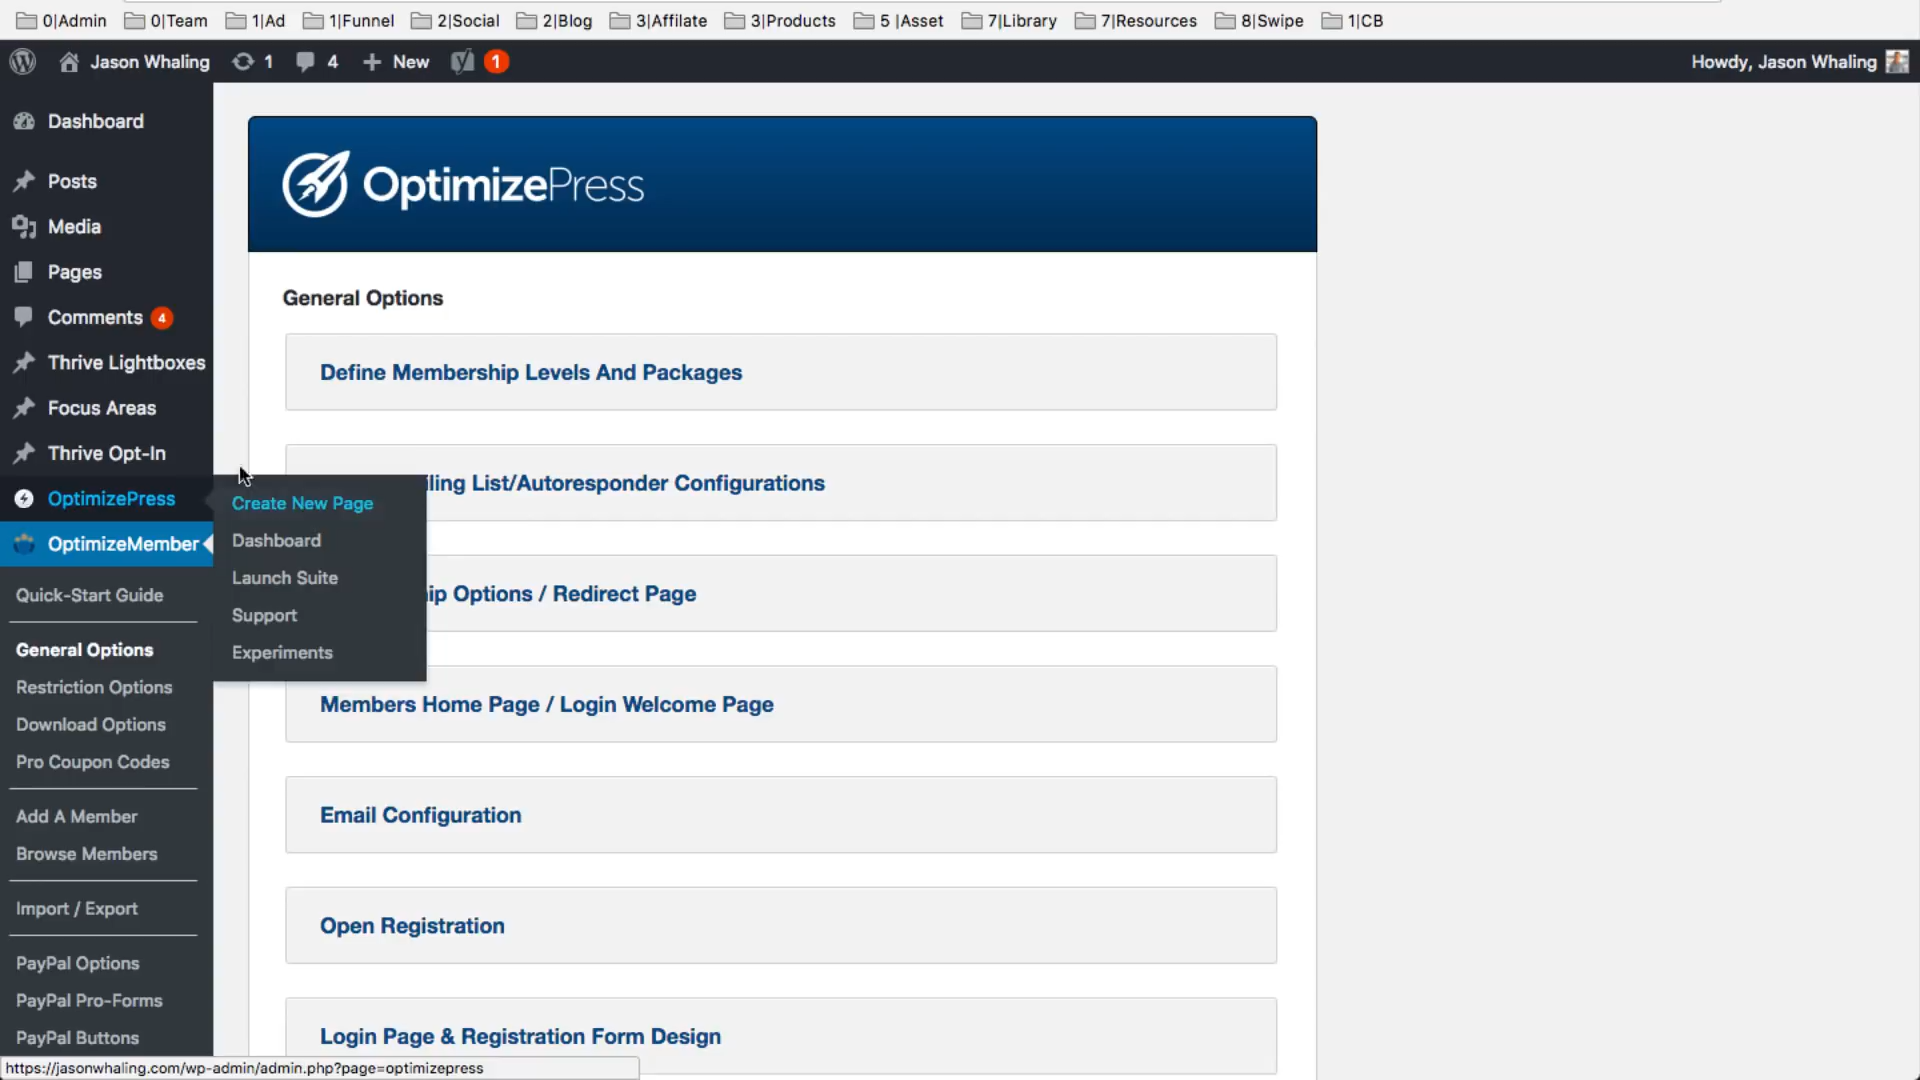 0|Admin 0|Team 1|Ad 1|Funnel 2|Social 2|Blog 3|Affilate 3|Products 5 |Asset 7|Library 7|Resources 8|Swipe 1|CB
Jason Whaling 1 4 + New 1 Howdy, Jason Whaling
Dashboard
Posts
Media
Pages
Comments 4
Thrive Lightboxes
Focus Areas
Thrive Opt-In
OptimizePress
OptimizeMember
Quick-Start Guide
General Options
Restriction Options
Download Options
Pro Coupon Codes
Add A Member
Browse Members
Import / Export
PayPal Options
PayPal Pro-Forms
PayPal Buttons
Create New Page
Dashboard
Launch Suite
Support
Experiments
OptimizePress
General Options
Define Membership Levels And Packages
List/Autoresponder Configurations
Options / Redirect Page
Members Home Page / Login Welcome Page
Email Configuration
Open Registration
Login Page & Registration Form Design
https://jasonwhaling.com/wp-admin/admin.php?page=optimizepress